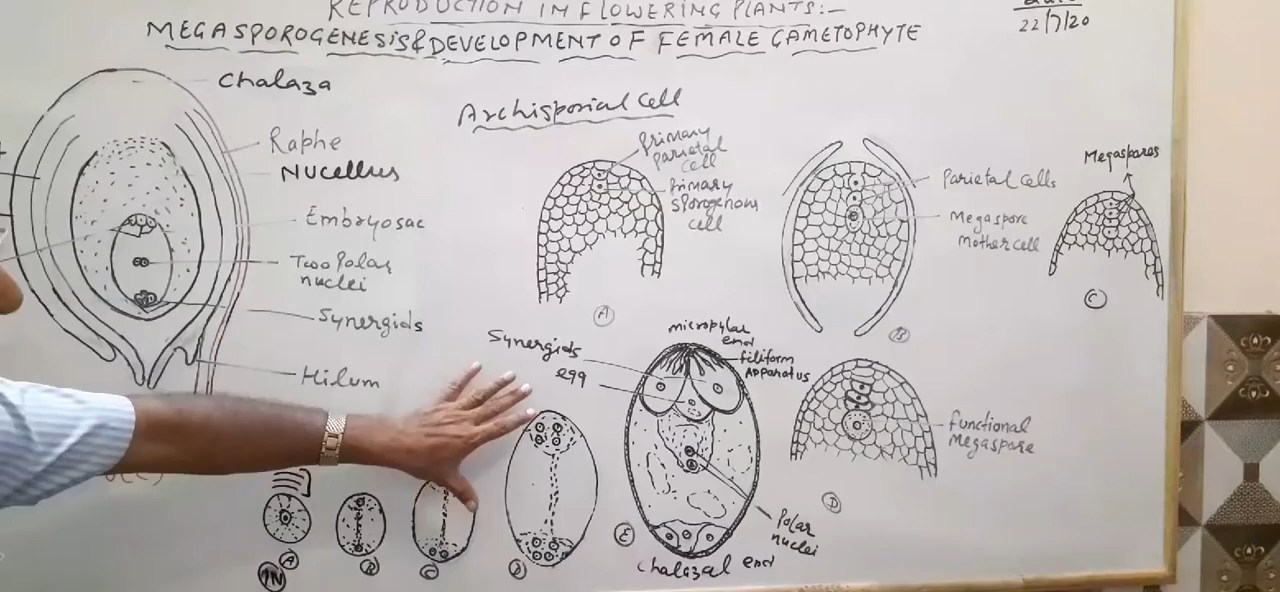 REPRODUCTION IN FLOWERING PLANTS:-
22/7/20
MEGASPOROGENESIS & DEVELOPMENT OF FEMALE GAMETOPHYTE
Chalaza
Raphe
Nucellus
Embryosac
Two Polar
nuclei
Synergids
Hilum
Archisporial Cell
Primary
parietal
cell
Primary
sporogenous
cell
A
Parietal cells
Megaspore
Mother cell
B
Megaspores
C
Synergids
egg
micropylar
end
filiform
Apparatus
Polar
nuclei
E
Chalazal end
Functional
Megaspore
D
A
B
C
D
1N